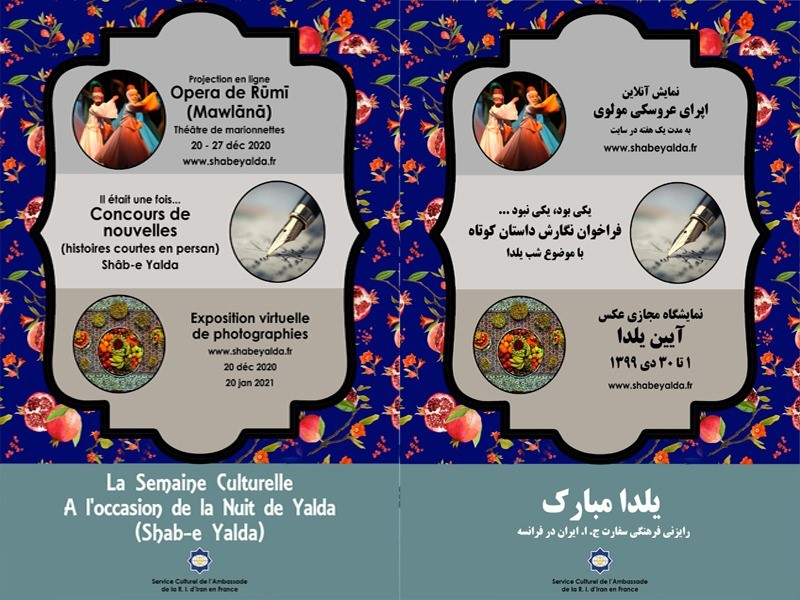 Projection en ligne
Opera de Rūmī
(Mawlānā)
Théâtre de marionnettes
20 - 27 déc 2020
www.shabeyalda.fr
Il était une fois...
Concours de
nouvelles
(histoires courtes en persan)
Shâb-e Yalda
Exposition virtuelle
de photographies
www.shabeyalda.fr
20 déc 2020
20 jan 2021
La Semaine Culturelle
A l'occasion de la Nuit de Yalda
(Shab-e Yalda)
Service Culturel de l'Ambassade
de la R. I. d'Iran en France
نمایش آنلاین
اپرای عروسکی مولوی
به مدت یک هفته در سایت
www.shabeyalda.fr
یکی بود، یکی نبود ...
فراخوان نگارش داستان کوتاه
با موضوع شب یلدا
نمایشگاه مجازی عکس
آیین یلدا
۱ تا ۳۰ دی ۱۳۹۹
www.shabeyalda.fr
یلدا مبارک
رایزنی فرهنگی سفارت ج. ا. ایران در فرانسه
Service Culturel de l'Ambassade
de la R. I. d'Iran en France